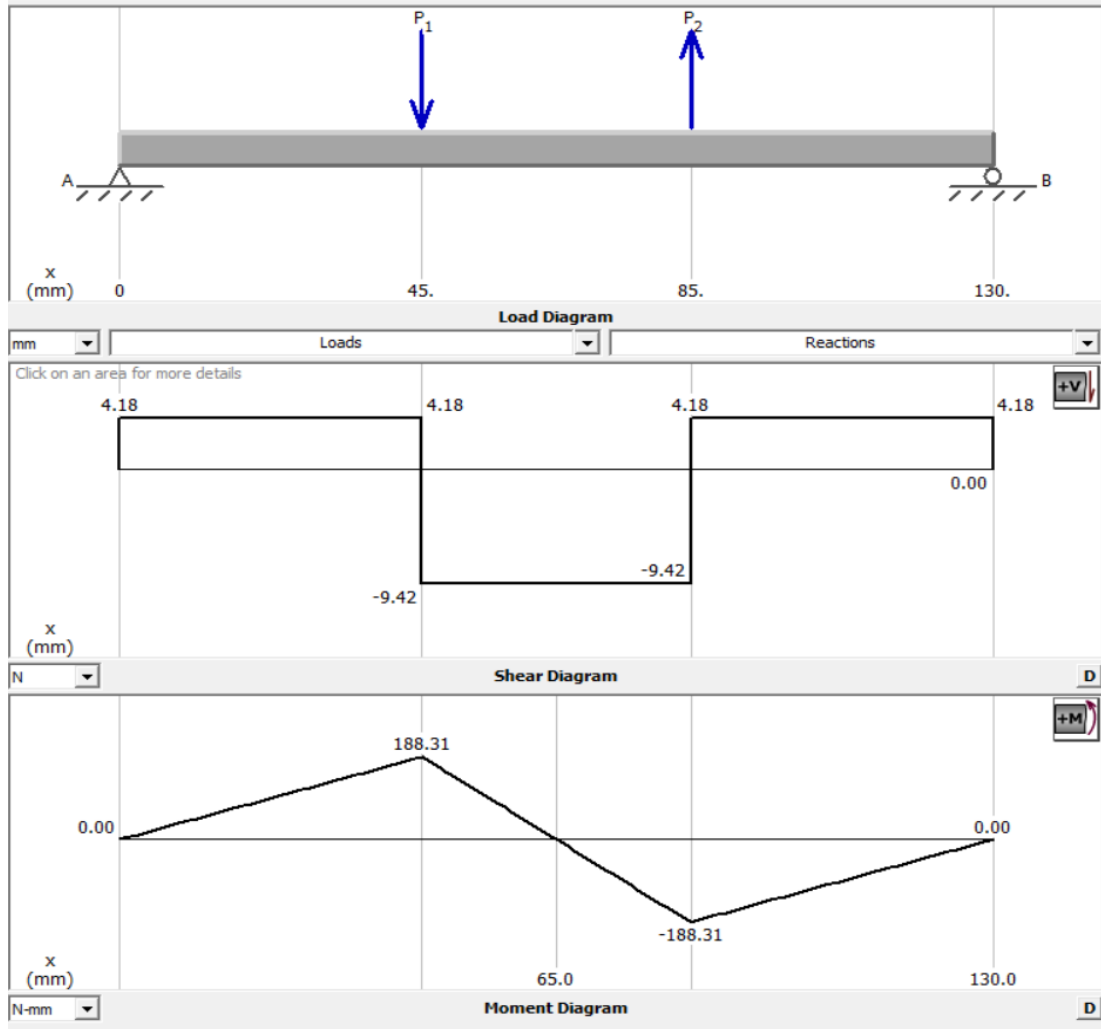 P1 P2
A B
x
(mm) 0 45. 85. 130.
Load Diagram
mm Loads Reactions
Click on an area for more details
+V
4.18 4.18 4.18 4.18
0.00
-9.42
-9.42
x
(mm)
N Shear Diagram D
+M
188.31
0.00 0.00
-188.31
x
(mm) 65.0 130.0
N-mm Moment Diagram D